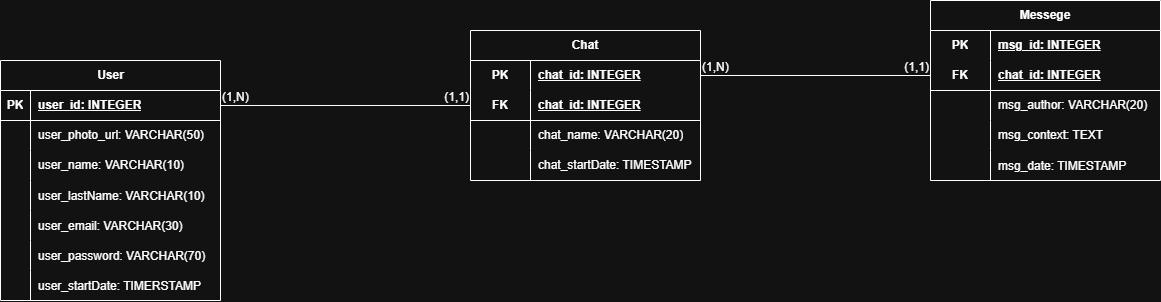 User
PK user_id: INTEGER
user_photo_url: VARCHAR(50)
user_name: VARCHAR(10)
user_lastName: VARCHAR(10)
user_email: VARCHAR(30)
user_password: VARCHAR(70)
user_startDate: TIMERSTAMP
(1,N)
(1,1)
Chat
PK chat_id: INTEGER
FK chat_id: INTEGER
chat_name: VARCHAR(20)
chat_startDate: TIMESTAMP
(1,N)
(1,1)
Messege
PK msg_id: INTEGER
FK chat_id: INTEGER
msg_author: VARCHAR(20)
msg_context: TEXT
msg_date: TIMESTAMP